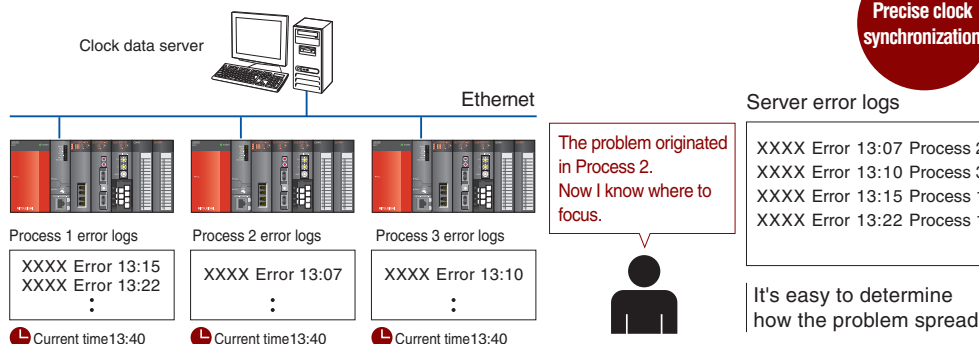 Precise clock
synchronization
Clock data server
Ethernet
Server error logs
The problem originated
in Process 2.
Now I know where to
focus.
XXXX Error 13:07 Process 2
XXXX Error 13:10 Process 3
XXXX Error 13:15 Process
XXXX Error 13:22 Process
Process 1 error logs
XXXX Error 13:15
XXXX Error 13:22
Current time13:40
Process 2 error logs
XXXX Error 13:07
Current time13:40
Process 3 error logs
XXXX Error 13:10
Current time13:40
It's easy to determine
how the problem spread